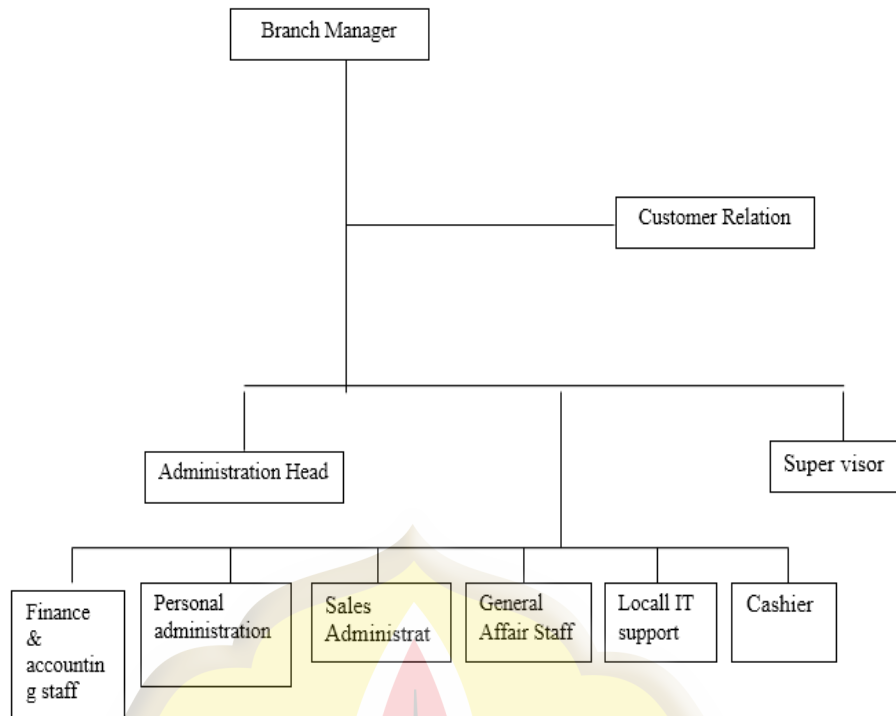 Branch Manager
Customer Relation
Administration Head
Super visor
Finance
&
accountin
g staff
Personal
administration
Sales
Administrat
General
Affair Staff
Locall IT
support
Cashier